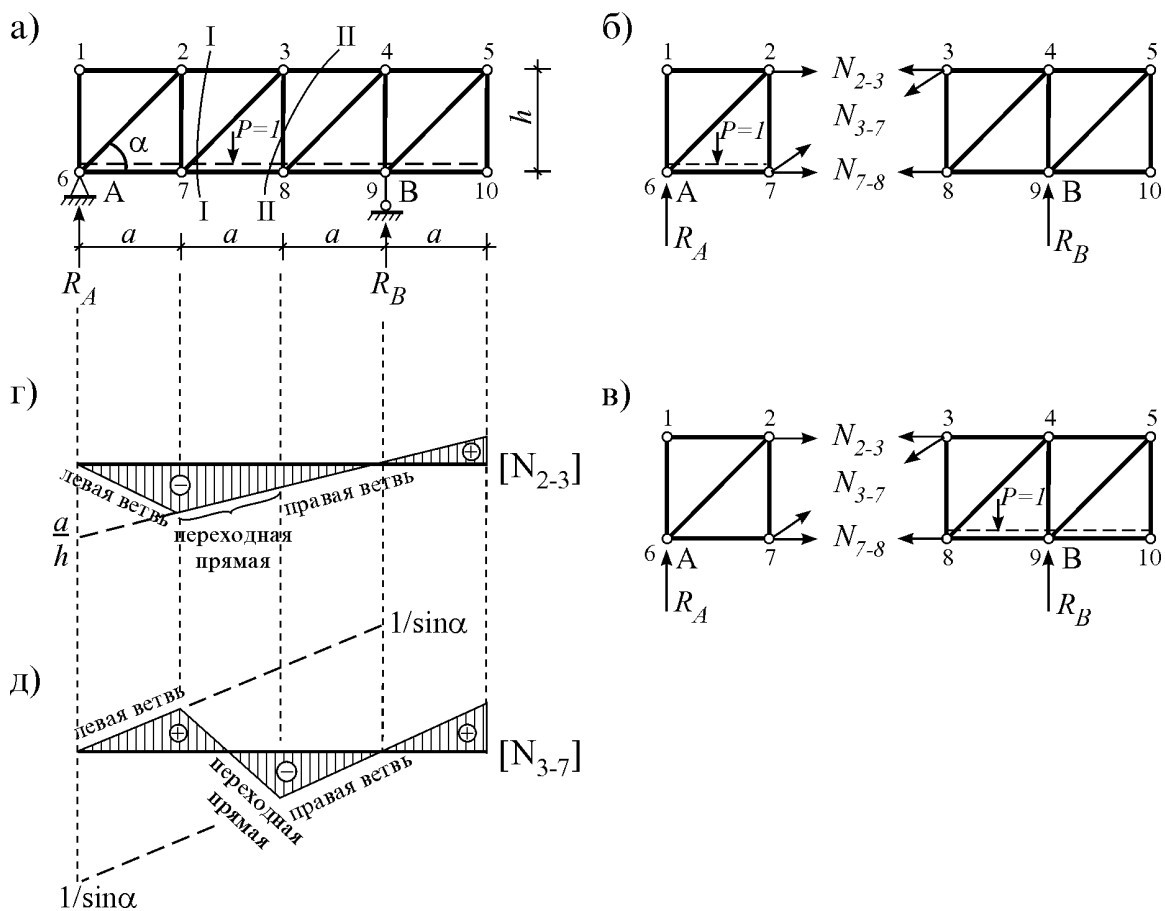 а)
I
II
1 2 3 4 5
α
P=1
h
6 A 7 8 9 B 10
I II
a a a a
R_A R_B
б)
1 2 N_2-3 3 4 5
P=1 N_3-7
6 A 7 N_7-8 8 9 B 10
R_A R_B
г)
левая ветвь
−
переходная
прямая
правая ветвь
+
[N_2-3]
a/h
в)
1 2 N_2-3 3 4 5
N_3-7 P=1
6 A 7 N_7-8 8 9 B 10
R_A R_B
д)
1/sinα
левая ветвь
+
−
переходная
прямая
правая ветвь
+
[N_3-7]
1/sinα